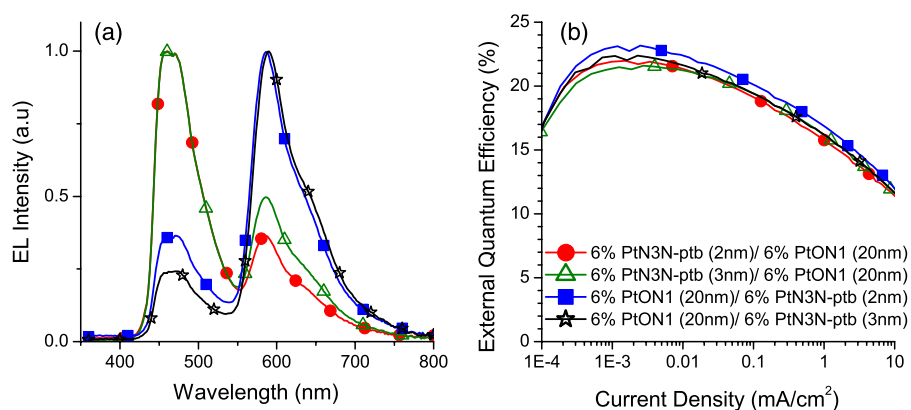 (a)
EL Intensity (a.u)
1.0
0.5
0.0
400 500 600 700 800
Wavelength (nm)
(b)
External Quantum Efficiency (%)
25
20
15
10
5
0
6% PtN3N-ptb (2nm)/ 6% PtON1 (20nm)
6% PtN3N-ptb (3nm)/ 6% PtON1 (20nm)
6% PtON1 (20nm)/ 6% PtN3N-ptb (2nm)
6% PtON1 (20nm)/ 6% PtN3N-ptb (3nm)
1E-4 1E-3 0.01 0.1 1 10
Current Density (mA/cm²)